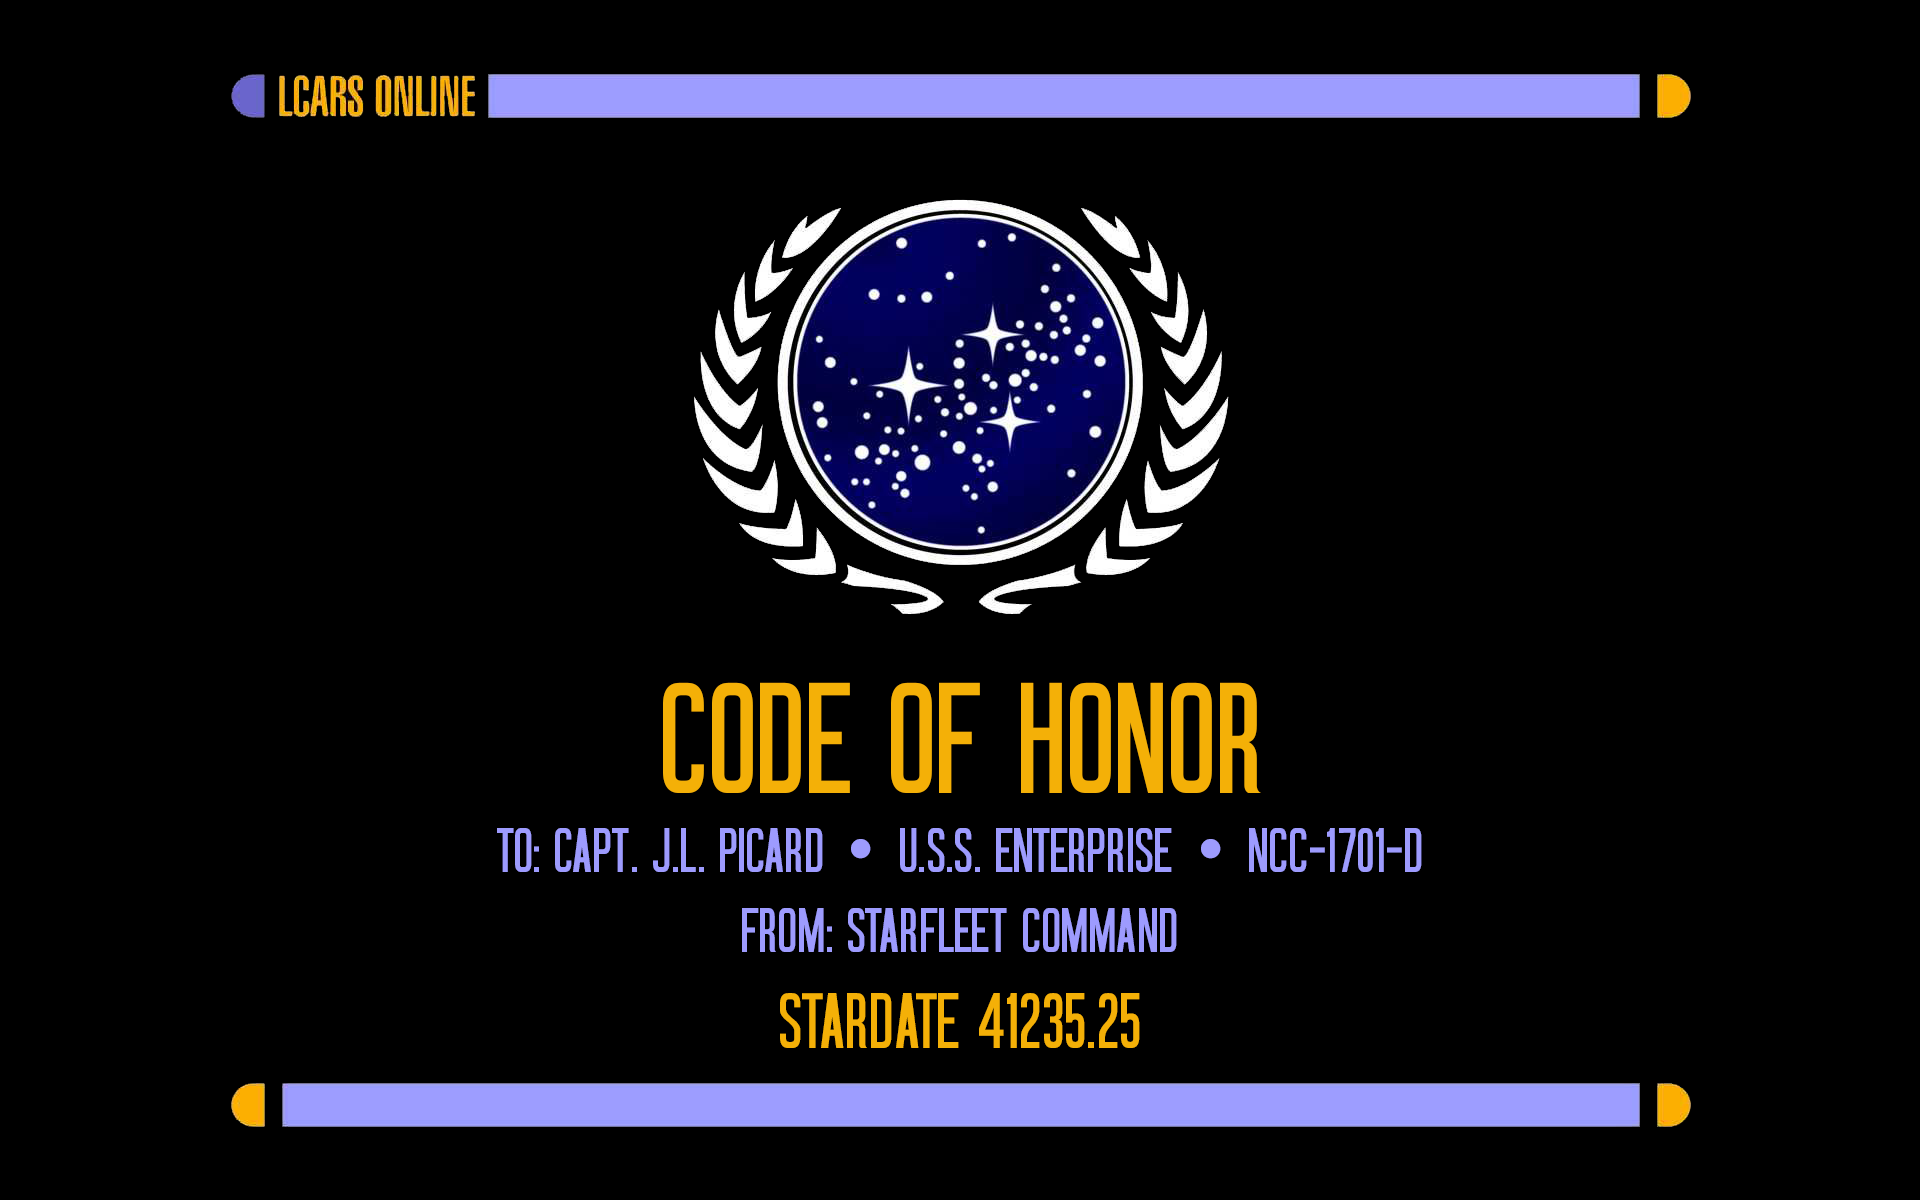 LCARS ONLINE
CODE OF HONOR
TO: CAPT. J.L. PICARD • U.S.S. ENTERPRISE • NCC-1701-D
FROM: STARFLEET COMMAND
STARDATE 41235.25